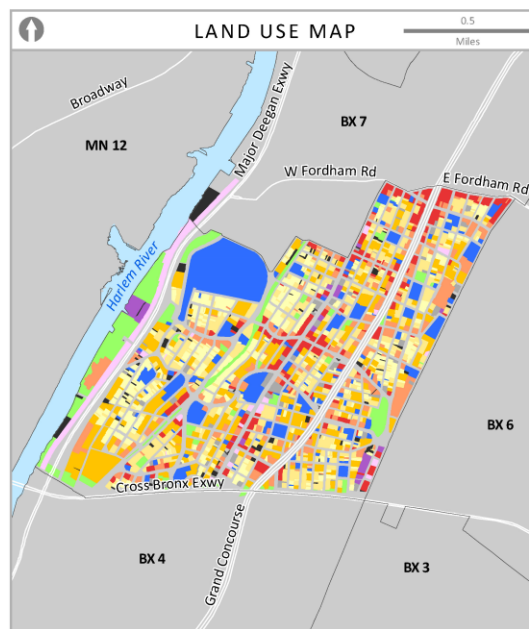 LAND USE MAP
0.5
Miles
Broadway
Major Deegan Exwy
BX 7
MN 12
W Fordham Rd
E Fordham Rd
Harlem River
BX 6
Cross Bronx Exwy
Grand Concourse
BX 4
BX 3